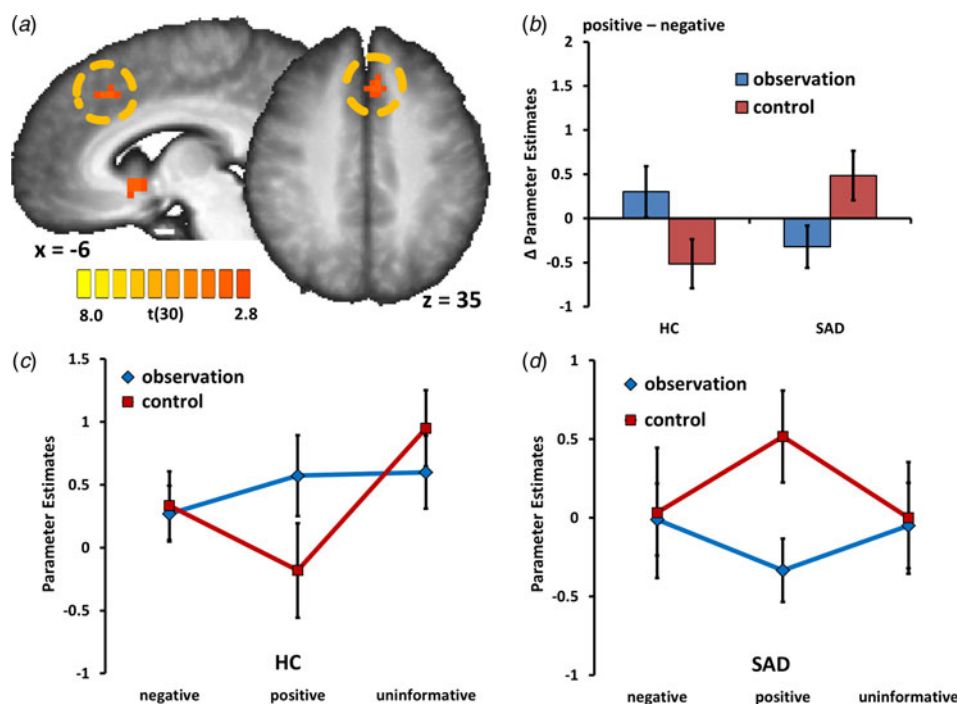 (a)
x = -6
8.0 t(30) 2.8
z = 35
(b)
positive – negative
observation
control
Δ Parameter Estimates
2
1.5
1
0.5
0
-0.5
-1
HC SAD
(c)
observation
control
Parameter Estimates
1.5
1
0.5
0
-0.5
-1
HC
negative positive uninformative
(d)
observation
control
Parameter Estimates
1
0.5
0
-0.5
-1
SAD
negative positive uninformative